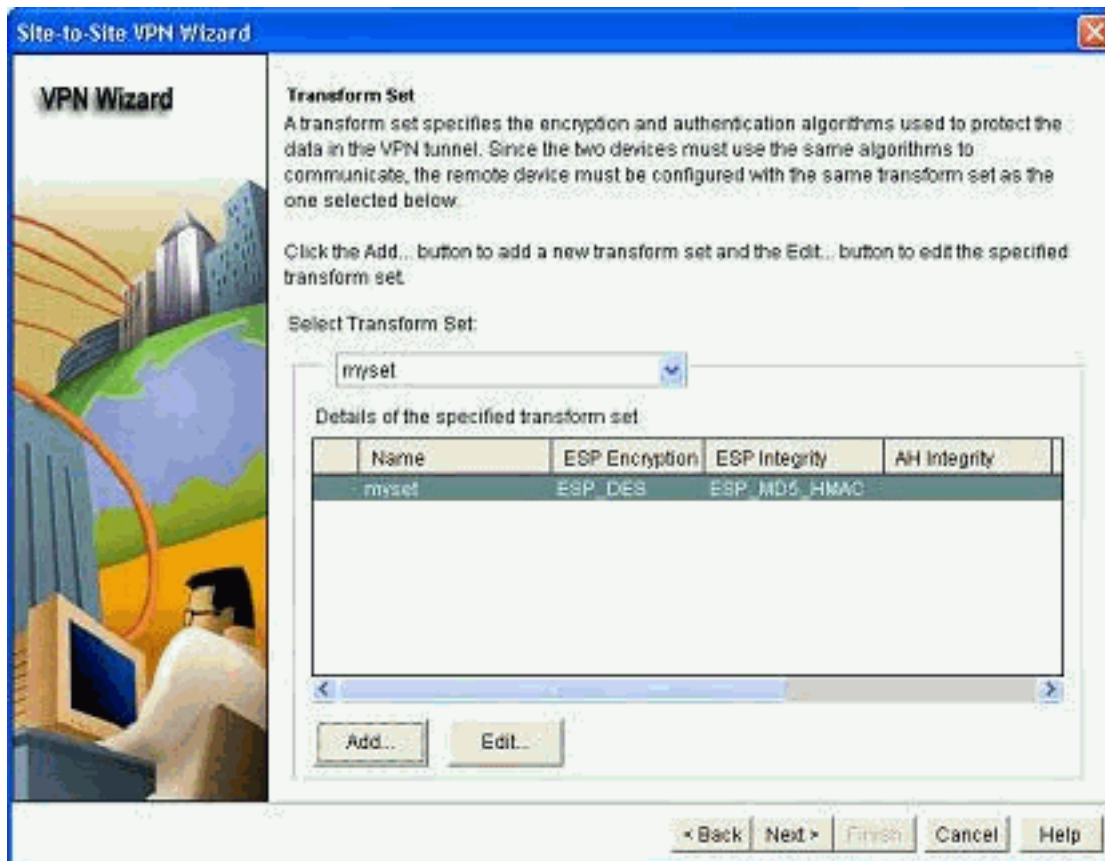 Site-to-Site VPN Wizard
VPN Wizard
Transform Set
A transform set specifies the encryption and authentication algorithms used to protect the
data in the VPN tunnel. Since the two devices must use the same algorithms to
communicate, the remote device must be configured with the same transform set as the
one selected below.
Click the Add... button to add a new transform set and the Edit... button to edit the specified
transform set.
Select Transform Set:
myset
Details of the specified transform set
Name ESP Encryption ESP Integrity AH Integrity
myset ESP_DES ESP_MD5_HMAC
Add... Edit...
< Back Next > Finish Cancel Help